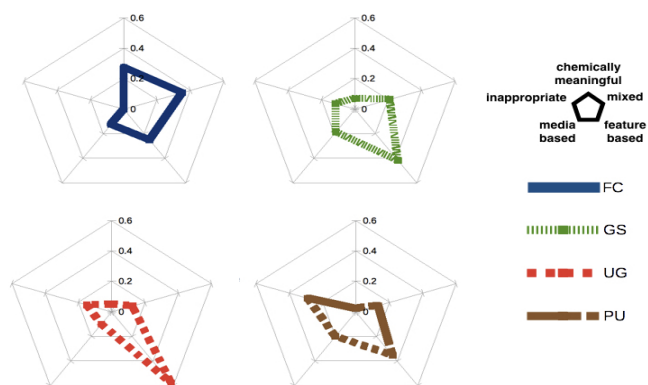 0.6
0.4
0.2
0
0.6
0.4
0.2
0
chemically
meaningful
inappropriate
mixed
media
based
feature
based
FC
GS
UG
PU
0.6
0.4
0.2
0
0.6
0.4
0.2
0